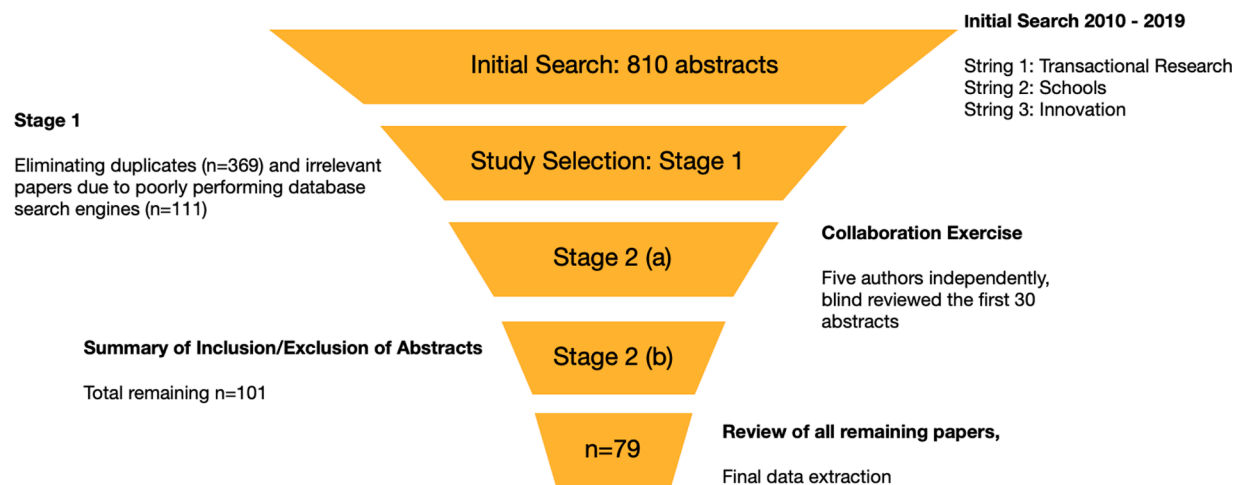 Initial Search 2010 - 2019
String 1: Transactional Research
String 2: Schools
String 3: Innovation
Initial Search: 810 abstracts
Stage 1
Eliminating duplicates (n=369) and irrelevant
papers due to poorly performing database
search engines (n=111)
Study Selection: Stage 1
Stage 2 (a)
Collaboration Exercise
Five authors independently,
blind reviewed the first 30
abstracts
Summary of Inclusion/Exclusion of Abstracts
Total remaining n=101
Stage 2 (b)
n=79
Review of all remaining papers,
Final data extraction